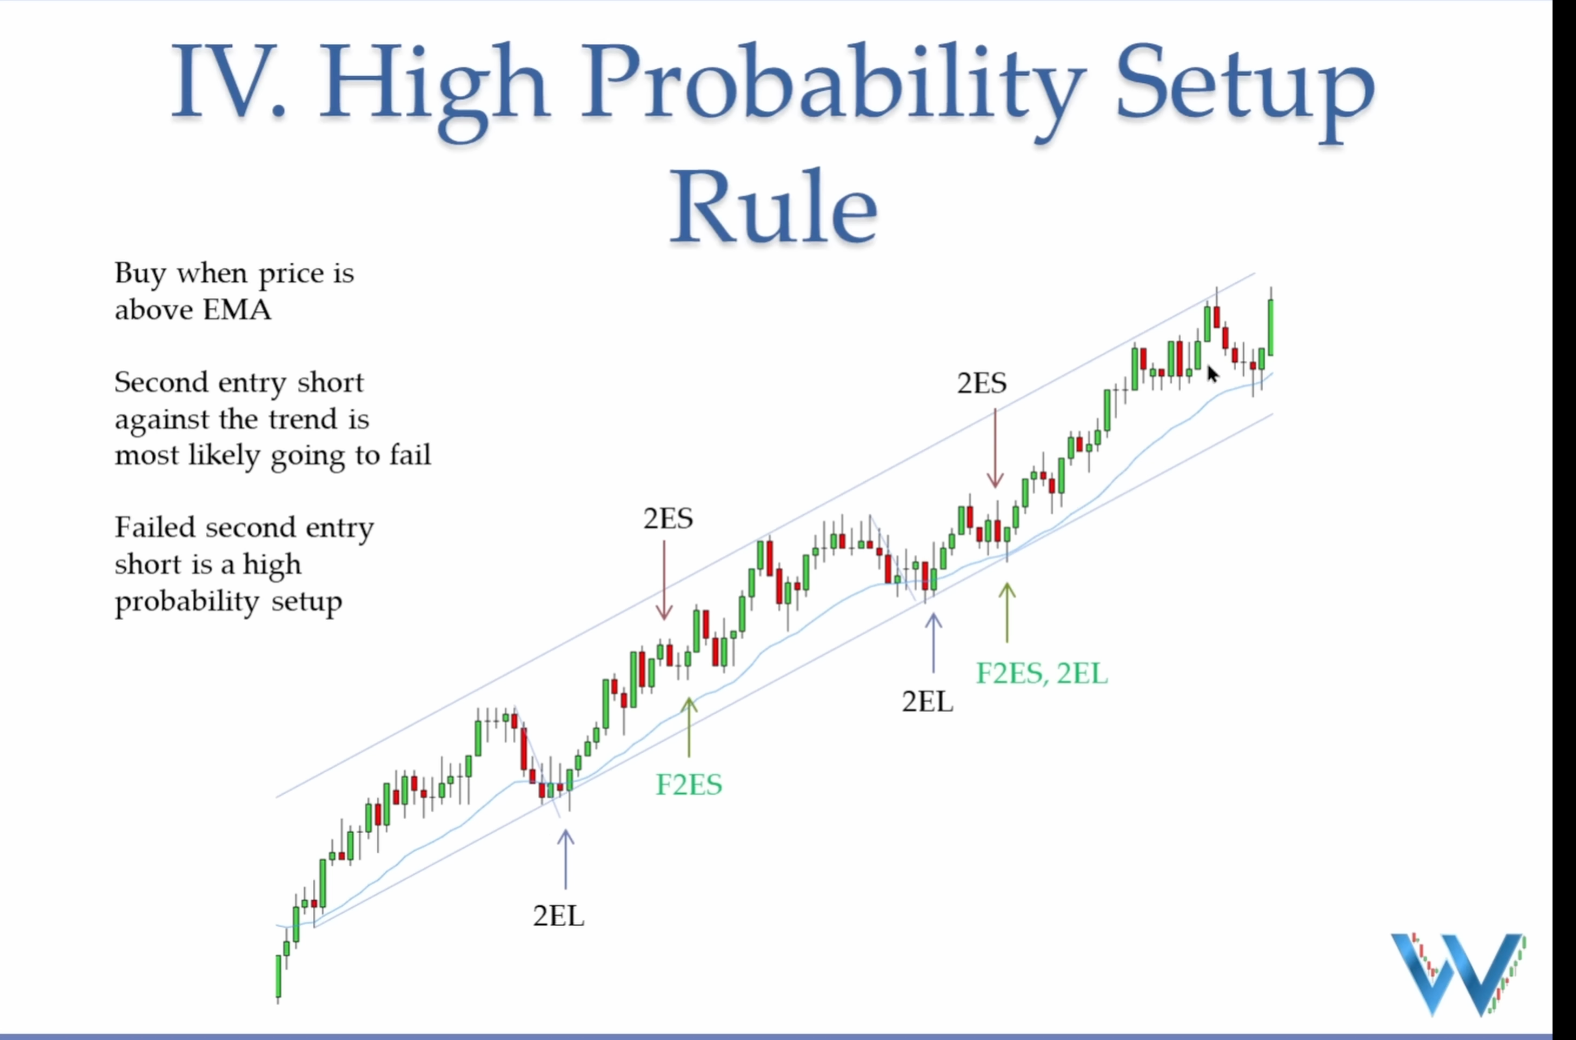 IV. High Probability Setup
Rule
Buy when price is
above EMA
Second entry short
against the trend is
most likely going to fail
Failed second entry
short is a high
probability setup
2ES
2ES
F2ES, 2EL
2EL
F2ES
2EL